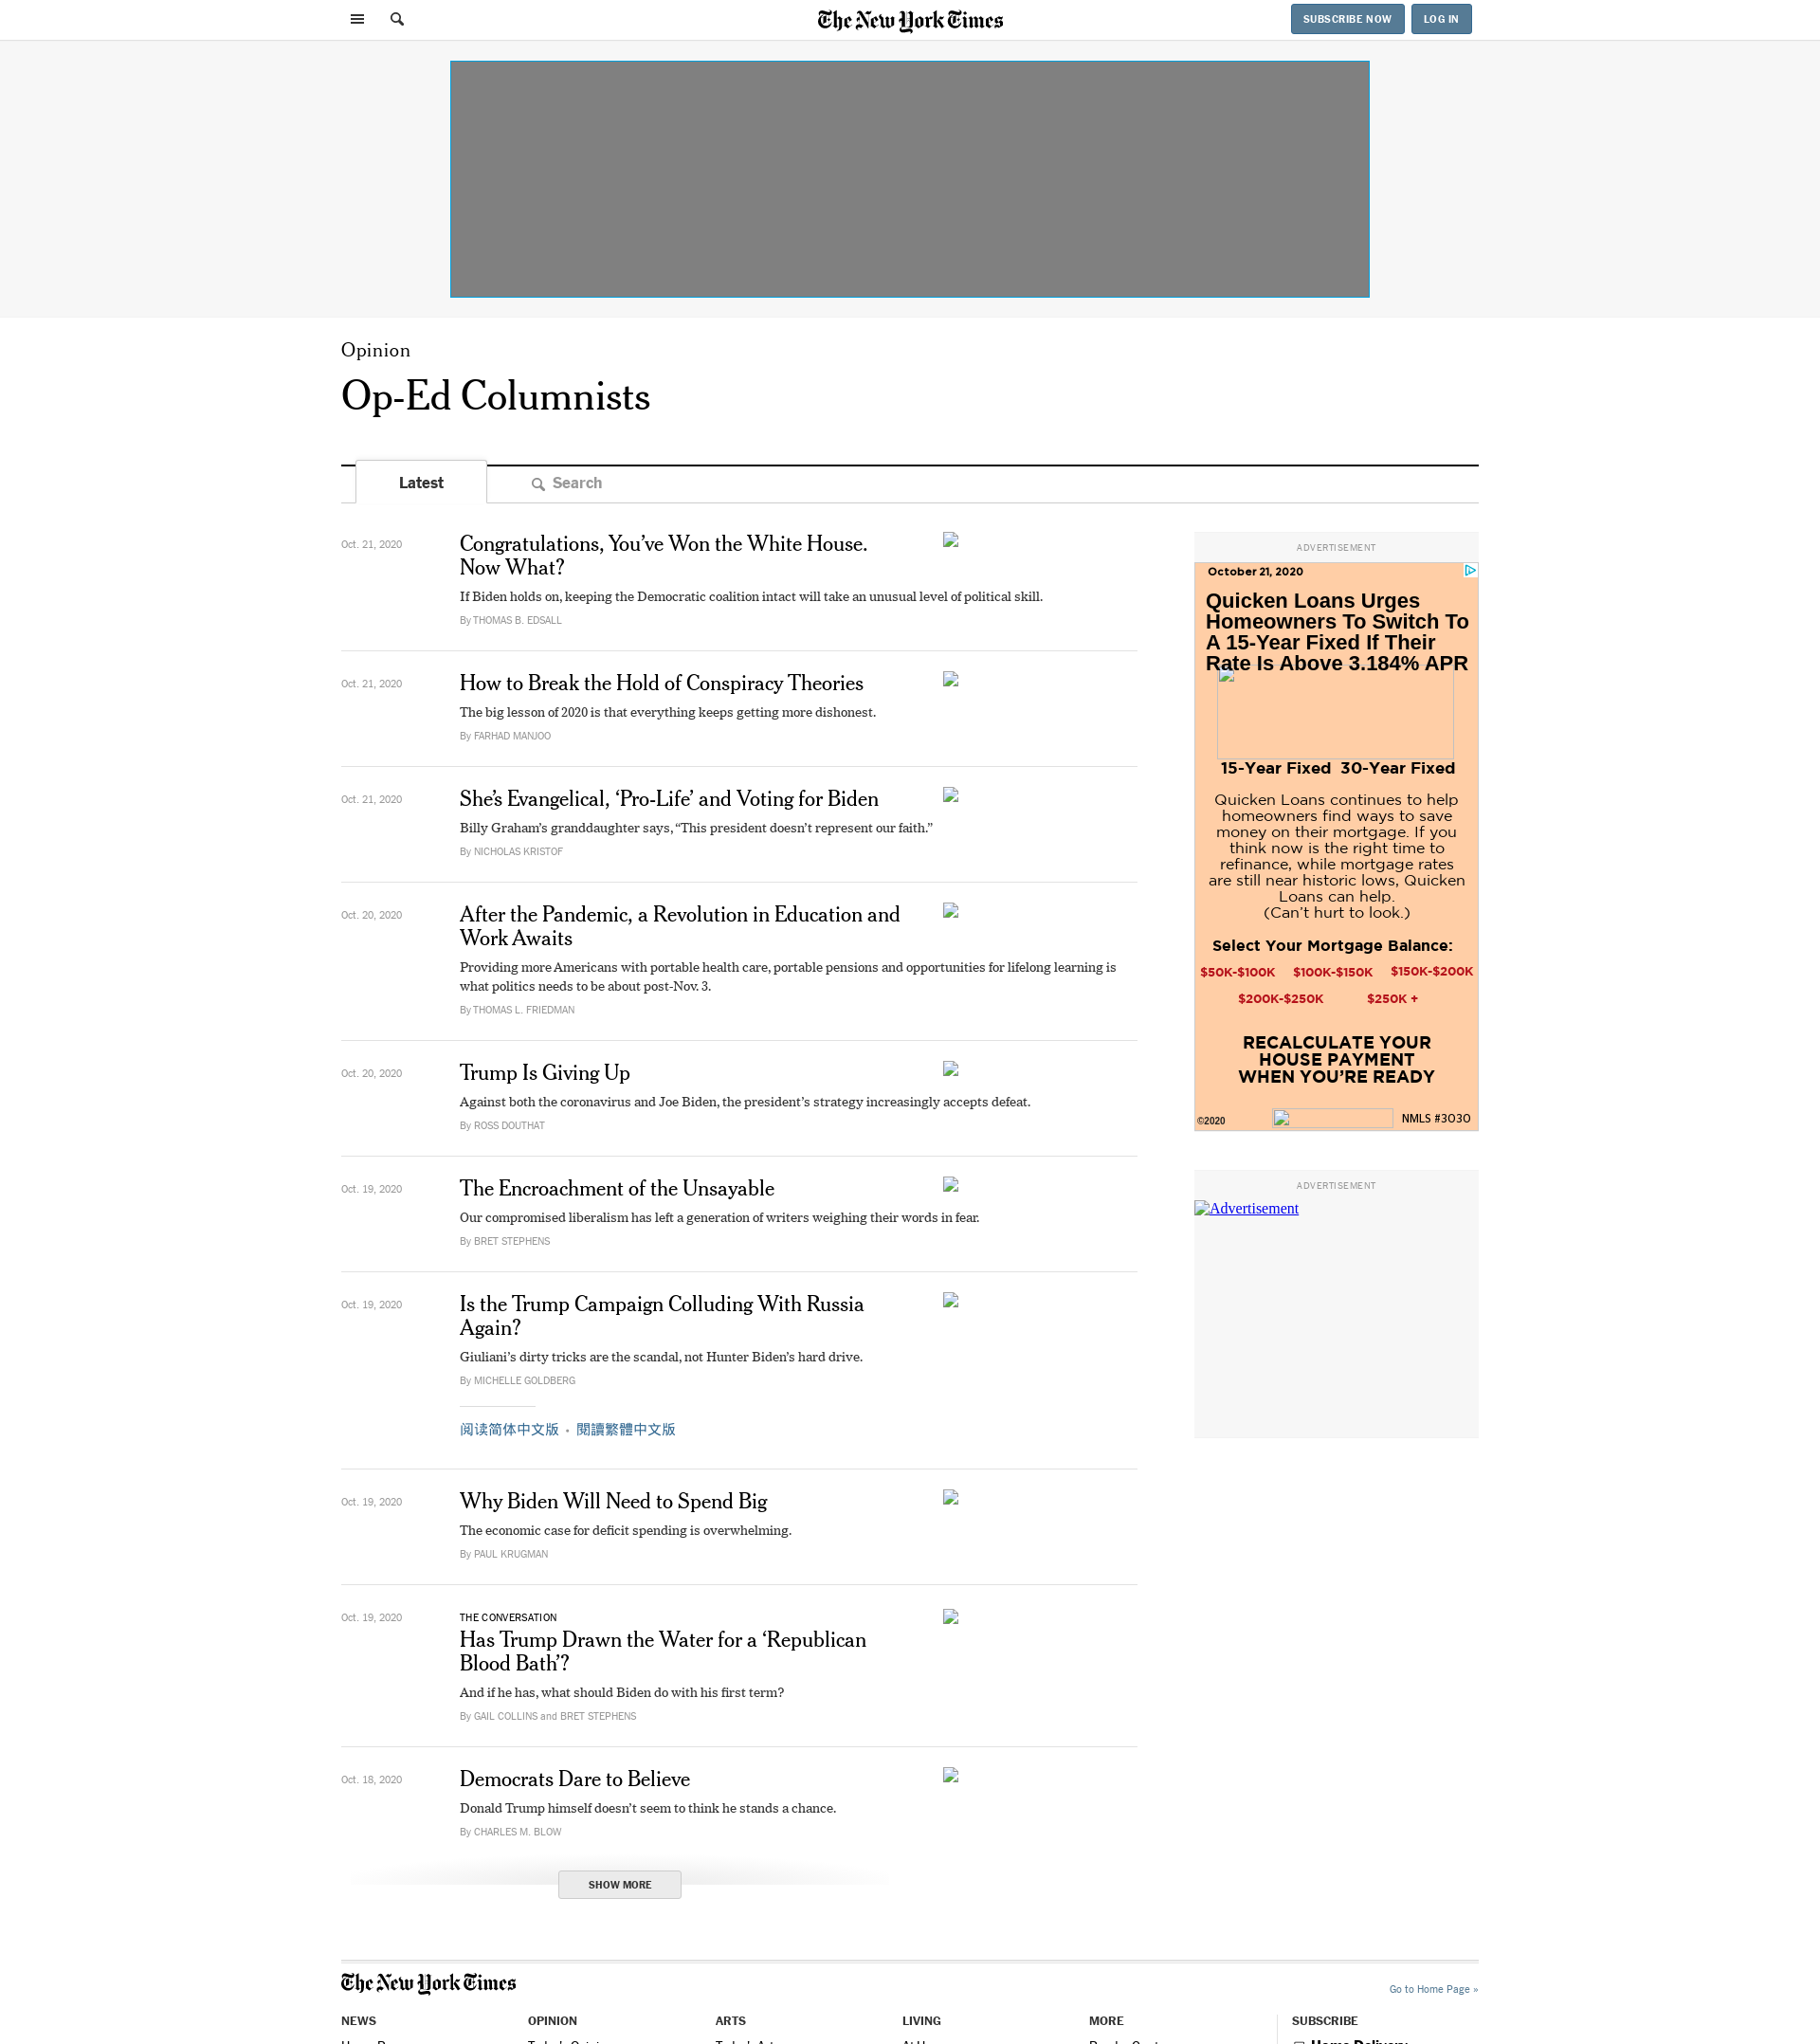 The New York Times
SUBSCRIBE NOW
LOG IN
Opinion
Op-Ed Columnists
Latest
Search
Oct. 21, 2020
Congratulations, You’ve Won the White House.
Now What?
If Biden holds on, keeping the Democratic coalition intact will take an unusual level of political skill.
By THOMAS B. EDSALL
Oct. 21, 2020
How to Break the Hold of Conspiracy Theories
The big lesson of 2020 is that everything keeps getting more dishonest.
By FARHAD MANJOO
Oct. 21, 2020
She’s Evangelical, ‘Pro-Life’ and Voting for Biden
Billy Graham’s granddaughter says, “This president doesn’t represent our faith.”
By NICHOLAS KRISTOF
Oct. 20, 2020
After the Pandemic, a Revolution in Education and
Work Awaits
Providing more Americans with portable health care, portable pensions and opportunities for lifelong learning is
what politics needs to be about post-Nov. 3.
By THOMAS L. FRIEDMAN
Oct. 20, 2020
Trump Is Giving Up
Against both the coronavirus and Joe Biden, the president’s strategy increasingly accepts defeat.
By ROSS DOUTHAT
Oct. 19, 2020
The Encroachment of the Unsayable
Our compromised liberalism has left a generation of writers weighing their words in fear.
By BRET STEPHENS
Oct. 19, 2020
Is the Trump Campaign Colluding With Russia
Again?
Giuliani’s dirty tricks are the scandal, not Hunter Biden’s hard drive.
By MICHELLE GOLDBERG
阅读简体中文版 • 閱讀繁體中文版
Oct. 19, 2020
Why Biden Will Need to Spend Big
The economic case for deficit spending is overwhelming.
By PAUL KRUGMAN
Oct. 19, 2020
THE CONVERSATION
Has Trump Drawn the Water for a ‘Republican
Blood Bath’?
And if he has, what should Biden do with his first term?
By GAIL COLLINS and BRET STEPHENS
Oct. 18, 2020
Democrats Dare to Believe
Donald Trump himself doesn’t seem to think he stands a chance.
By CHARLES M. BLOW
SHOW MORE
ADVERTISEMENT
October 21, 2020
Quicken Loans Urges
Homeowners To Switch To
A 15-Year Fixed If Their
Rate Is Above 3.184% APR
15-Year Fixed 30-Year Fixed
Quicken Loans continues to help
homeowners find ways to save
money on their mortgage. If you
think now is the right time to
refinance, while mortgage rates
are still near historic lows, Quicken
Loans can help.
(Can’t hurt to look.)
Select Your Mortgage Balance:
$50K-$100K $100K-$150K $150K-$200K
$200K-$250K $250K +
RECALCULATE YOUR
HOUSE PAYMENT
WHEN YOU’RE READY
©2020
NMLS #3030
ADVERTISEMENT
Advertisement
The New York Times
Go to Home Page »
NEWS
OPINION
ARTS
LIVING
MORE
SUBSCRIBE
Home Delivery